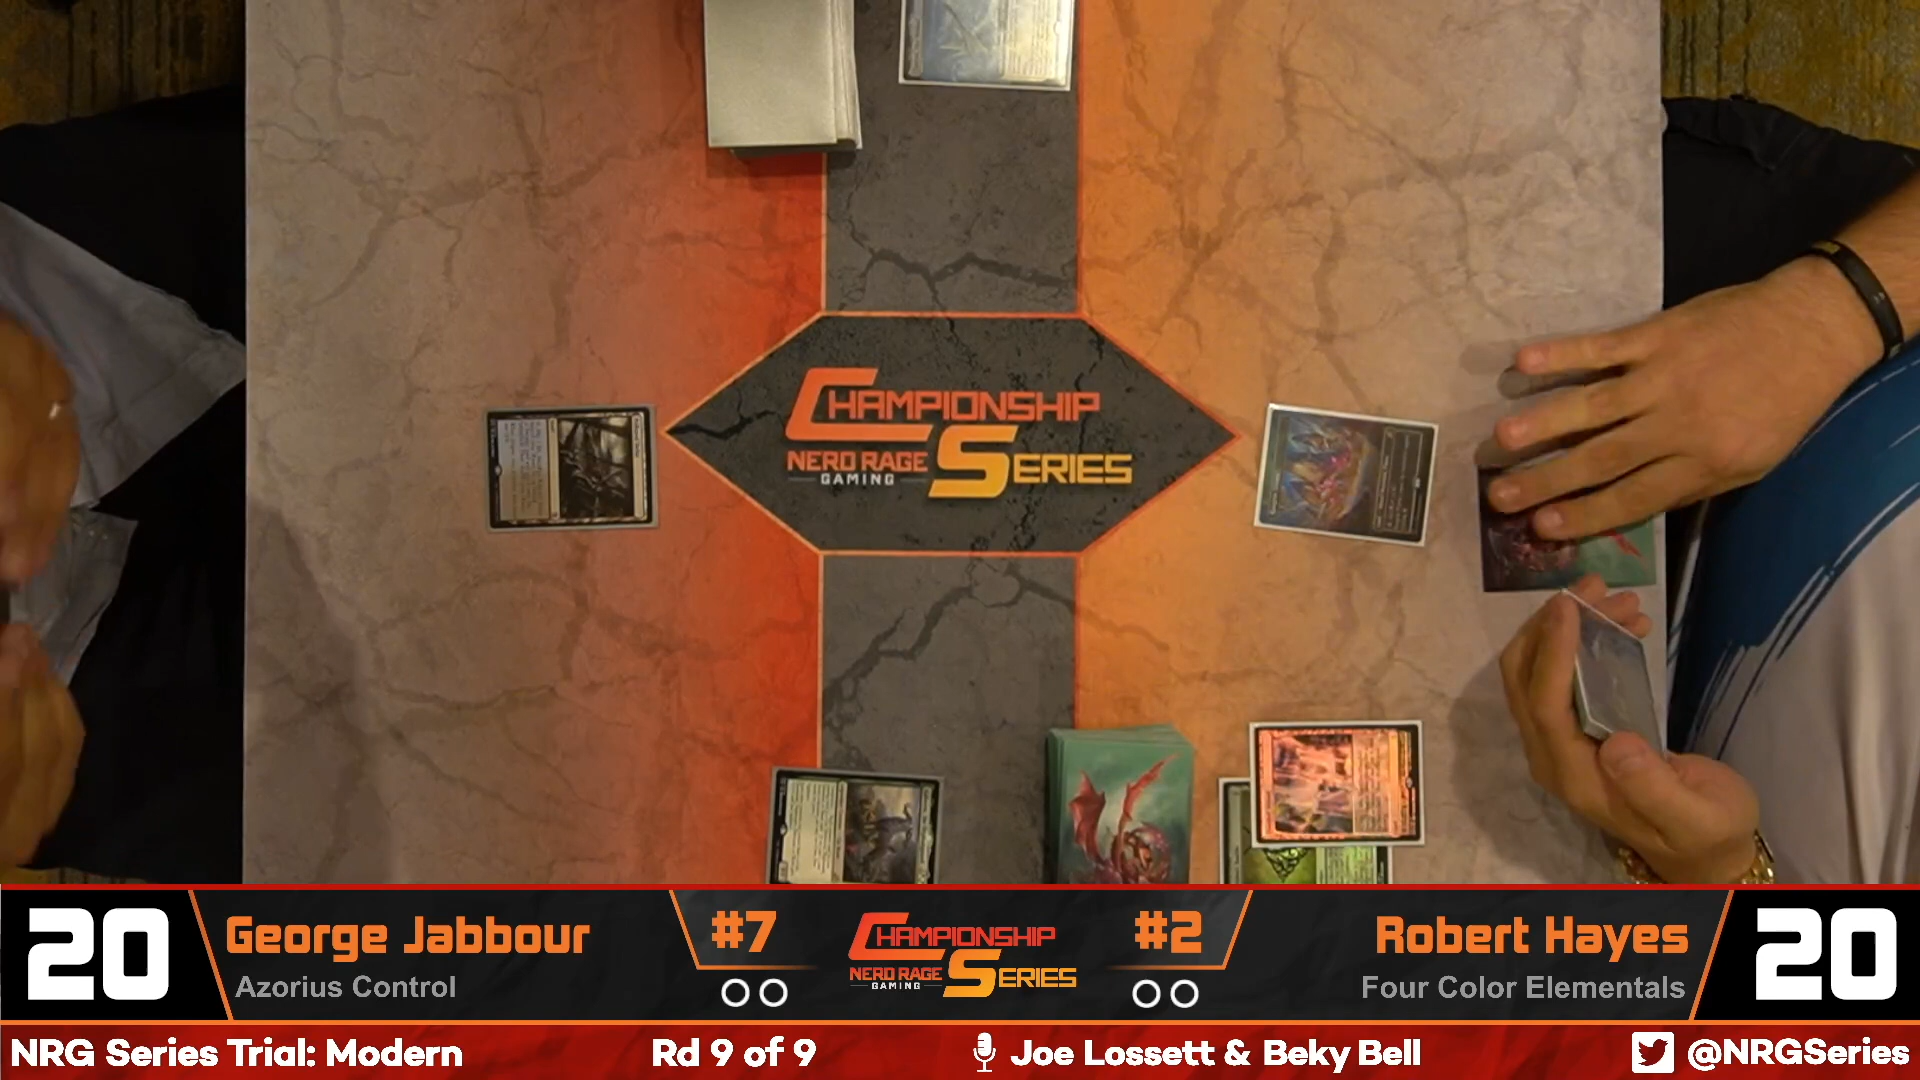 CHAMPIONSHIP
NERD RAGE
GAMING
SERIES
20
George Jabbour
Azorius Control
#7
CHAMPIONSHIP
NERD RAGE
GAMING
SERIES
#2
Robert Hayes
Four Color Elementals
20
NRG Series Trial: Modern
Rd 9 of 9
Joe Lossett & Beky Bell
@NRGSeries